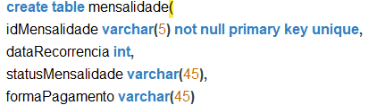 create table mensalidade(
idMensalidade varchar(5) not null primary key unique,
dataRecorrencia int,
statusMensalidade varchar(45),
formaPagamento varchar(45)